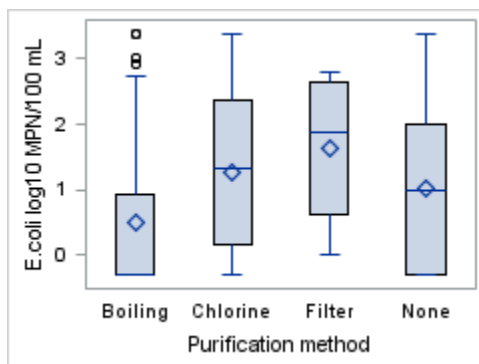 E.coli log10 MPN/100 mL
3
2
1
0
Boiling Chlorine Filter None
Purification method